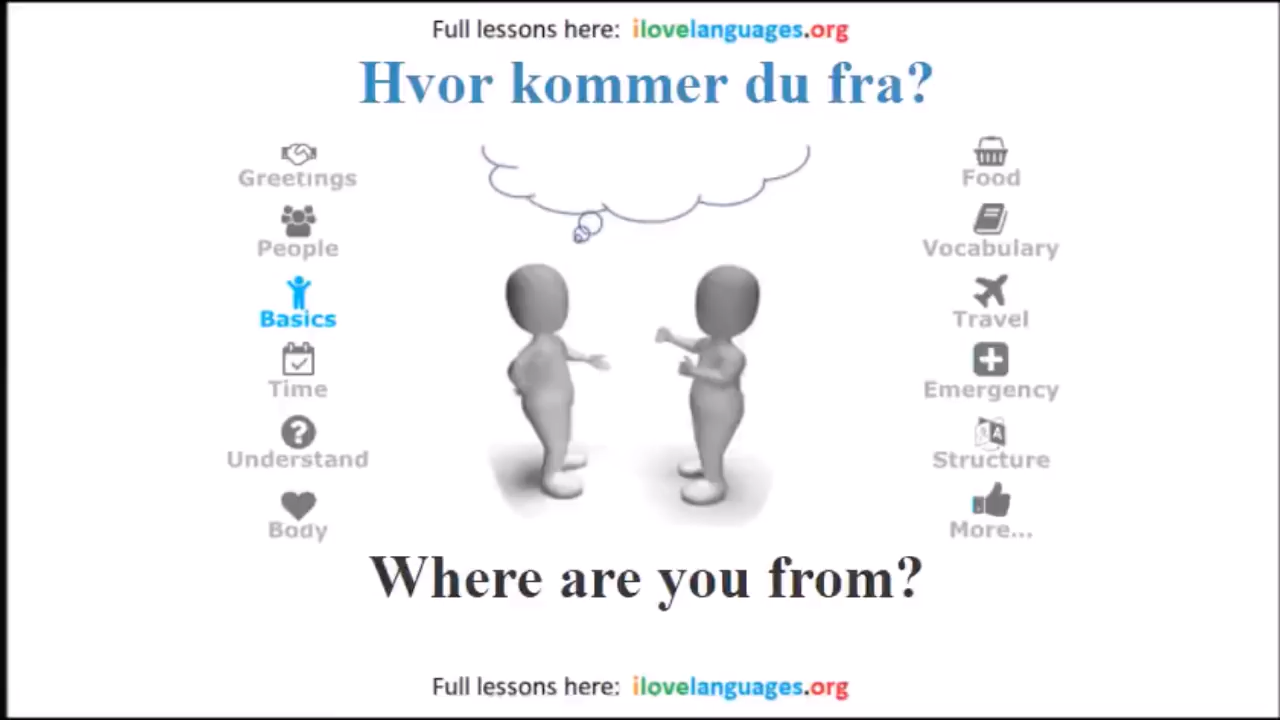 Full lessons here: ilovelanguages.org
Hvor kommer du fra?
Greetings
People
Basics
Time
Understand
Body
Food
Vocabulary
Travel
Emergency
Structure
More...
Where are you from?
Full lessons here: ilovelanguages.org